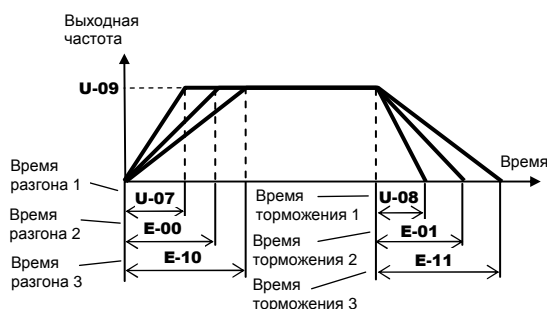 Выходная
частота
U-09
Время
Время
разгона 1
U-07
Время
торможения 1
U-08
Время
разгона 2
E-00
Время
торможения 2
E-01
Время
разгона 3
E-10
Время
торможения 3
E-11